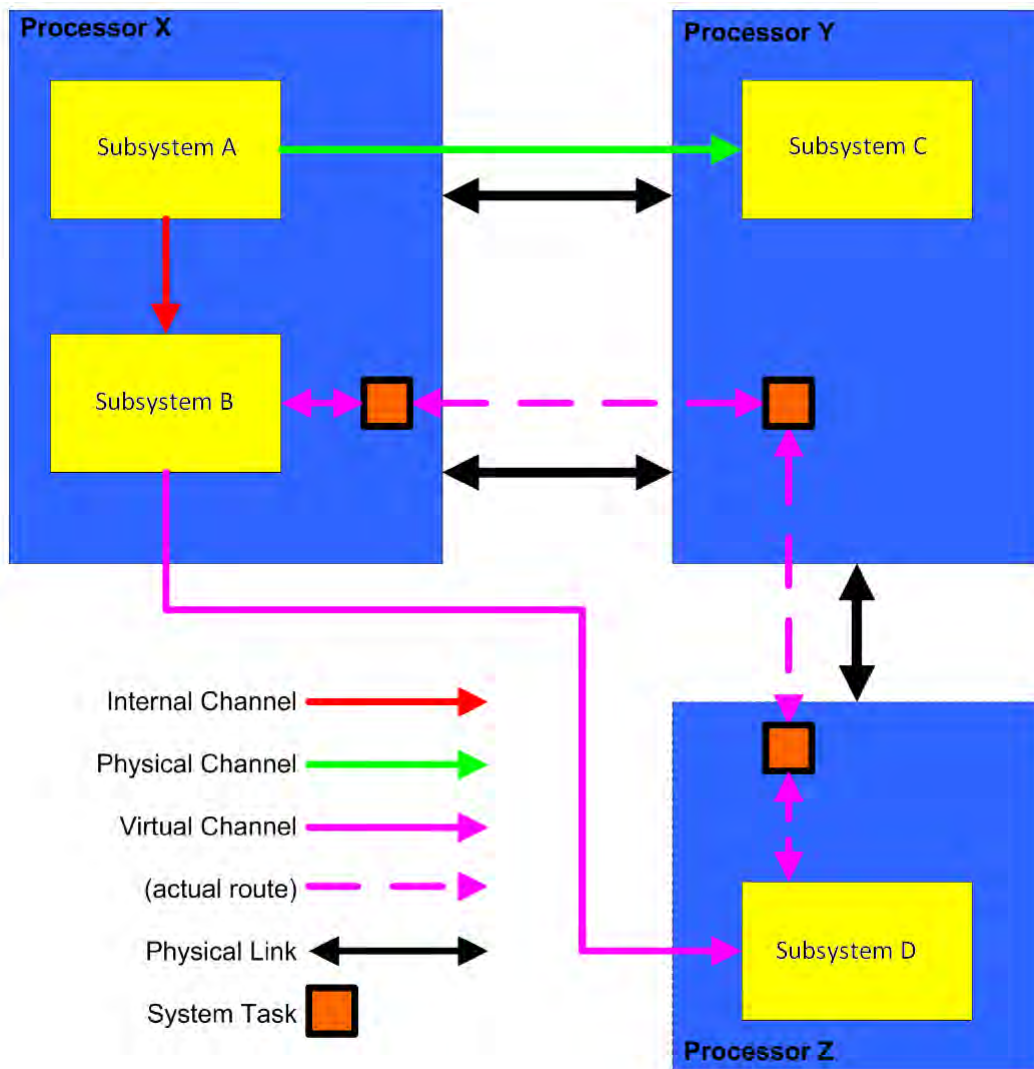 Processor X
Processor Y
Subsystem A
Subsystem C
Subsystem B
Internal Channel
Physical Channel
Virtual Channel
(actual route)
Physical Link
System Task
Subsystem D
Processor Z